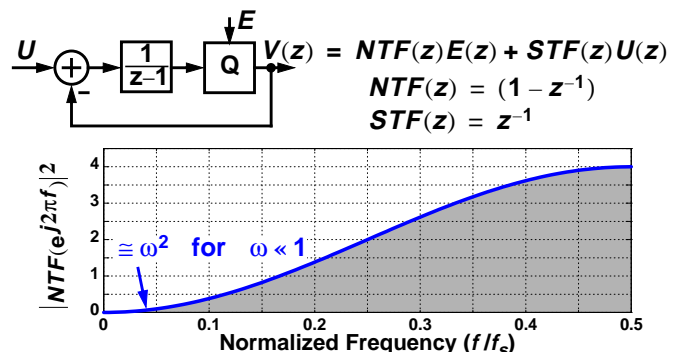 E
U
1
z–1
Q
V(z) = NTF(z)E(z) + STF(z)U(z)
–
NTF(z) = (1 – z⁻¹)
STF(z) = z⁻¹
|NTF(e^{j2πf})|²
4
3
2
1
0
≅ ω² for ω « 1
0 0.1 0.2 0.3 0.4 0.5
Normalized Frequency (f/fₛ)